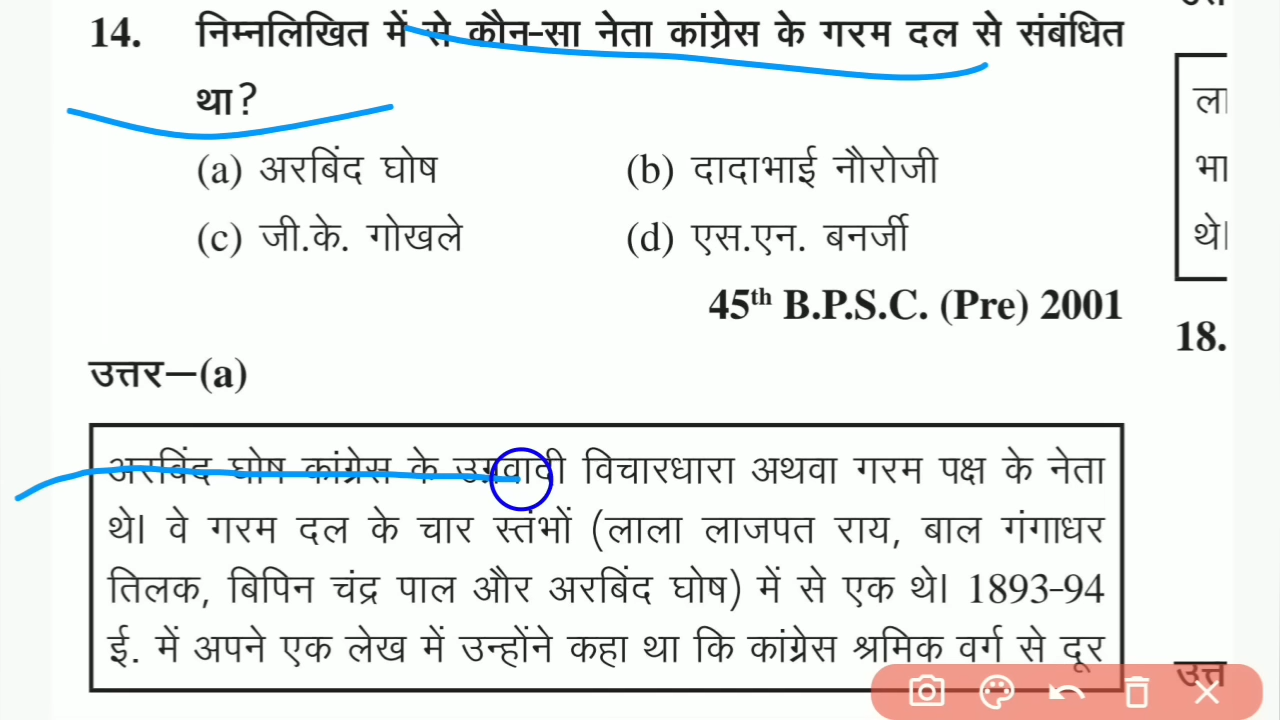 14. निम्नलिखित में से कौन-सा नेता कांग्रेस के गरम दल से संबंधित
था?
(a) अरबिंद घोष (b) दादाभाई नौरोजी
(c) जी.के. गोखले (d) एस.एन. बनर्जी
45th B.P.S.C. (Pre) 2001
उत्तर—(a)
अरबिंद घोष कांग्रेस के उग्रवादी विचारधारा अथवा गरम पक्ष के नेता
थे। वे गरम दल के चार स्तंभों (लाला लाजपत राय, बाल गंगाधर
तिलक, बिपिन चंद्र पाल और अरबिंद घोष) में से एक थे। 1893-94
ई. में अपने एक लेख में उन्होंने कहा था कि कांग्रेस श्रमिक वर्ग से दूर
ला
भा
थे।
18.
उत्त